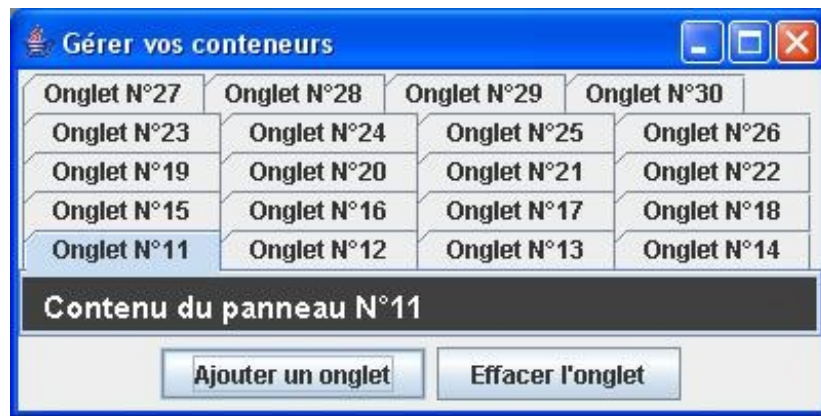 Gérer vos conteneurs
Onglet N°27 Onglet N°28 Onglet N°29 Onglet N°30
Onglet N°23 Onglet N°24 Onglet N°25 Onglet N°26
Onglet N°19 Onglet N°20 Onglet N°21 Onglet N°22
Onglet N°15 Onglet N°16 Onglet N°17 Onglet N°18
Onglet N°11 Onglet N°12 Onglet N°13 Onglet N°14
Contenu du panneau N°11
Ajouter un onglet Effacer l'onglet